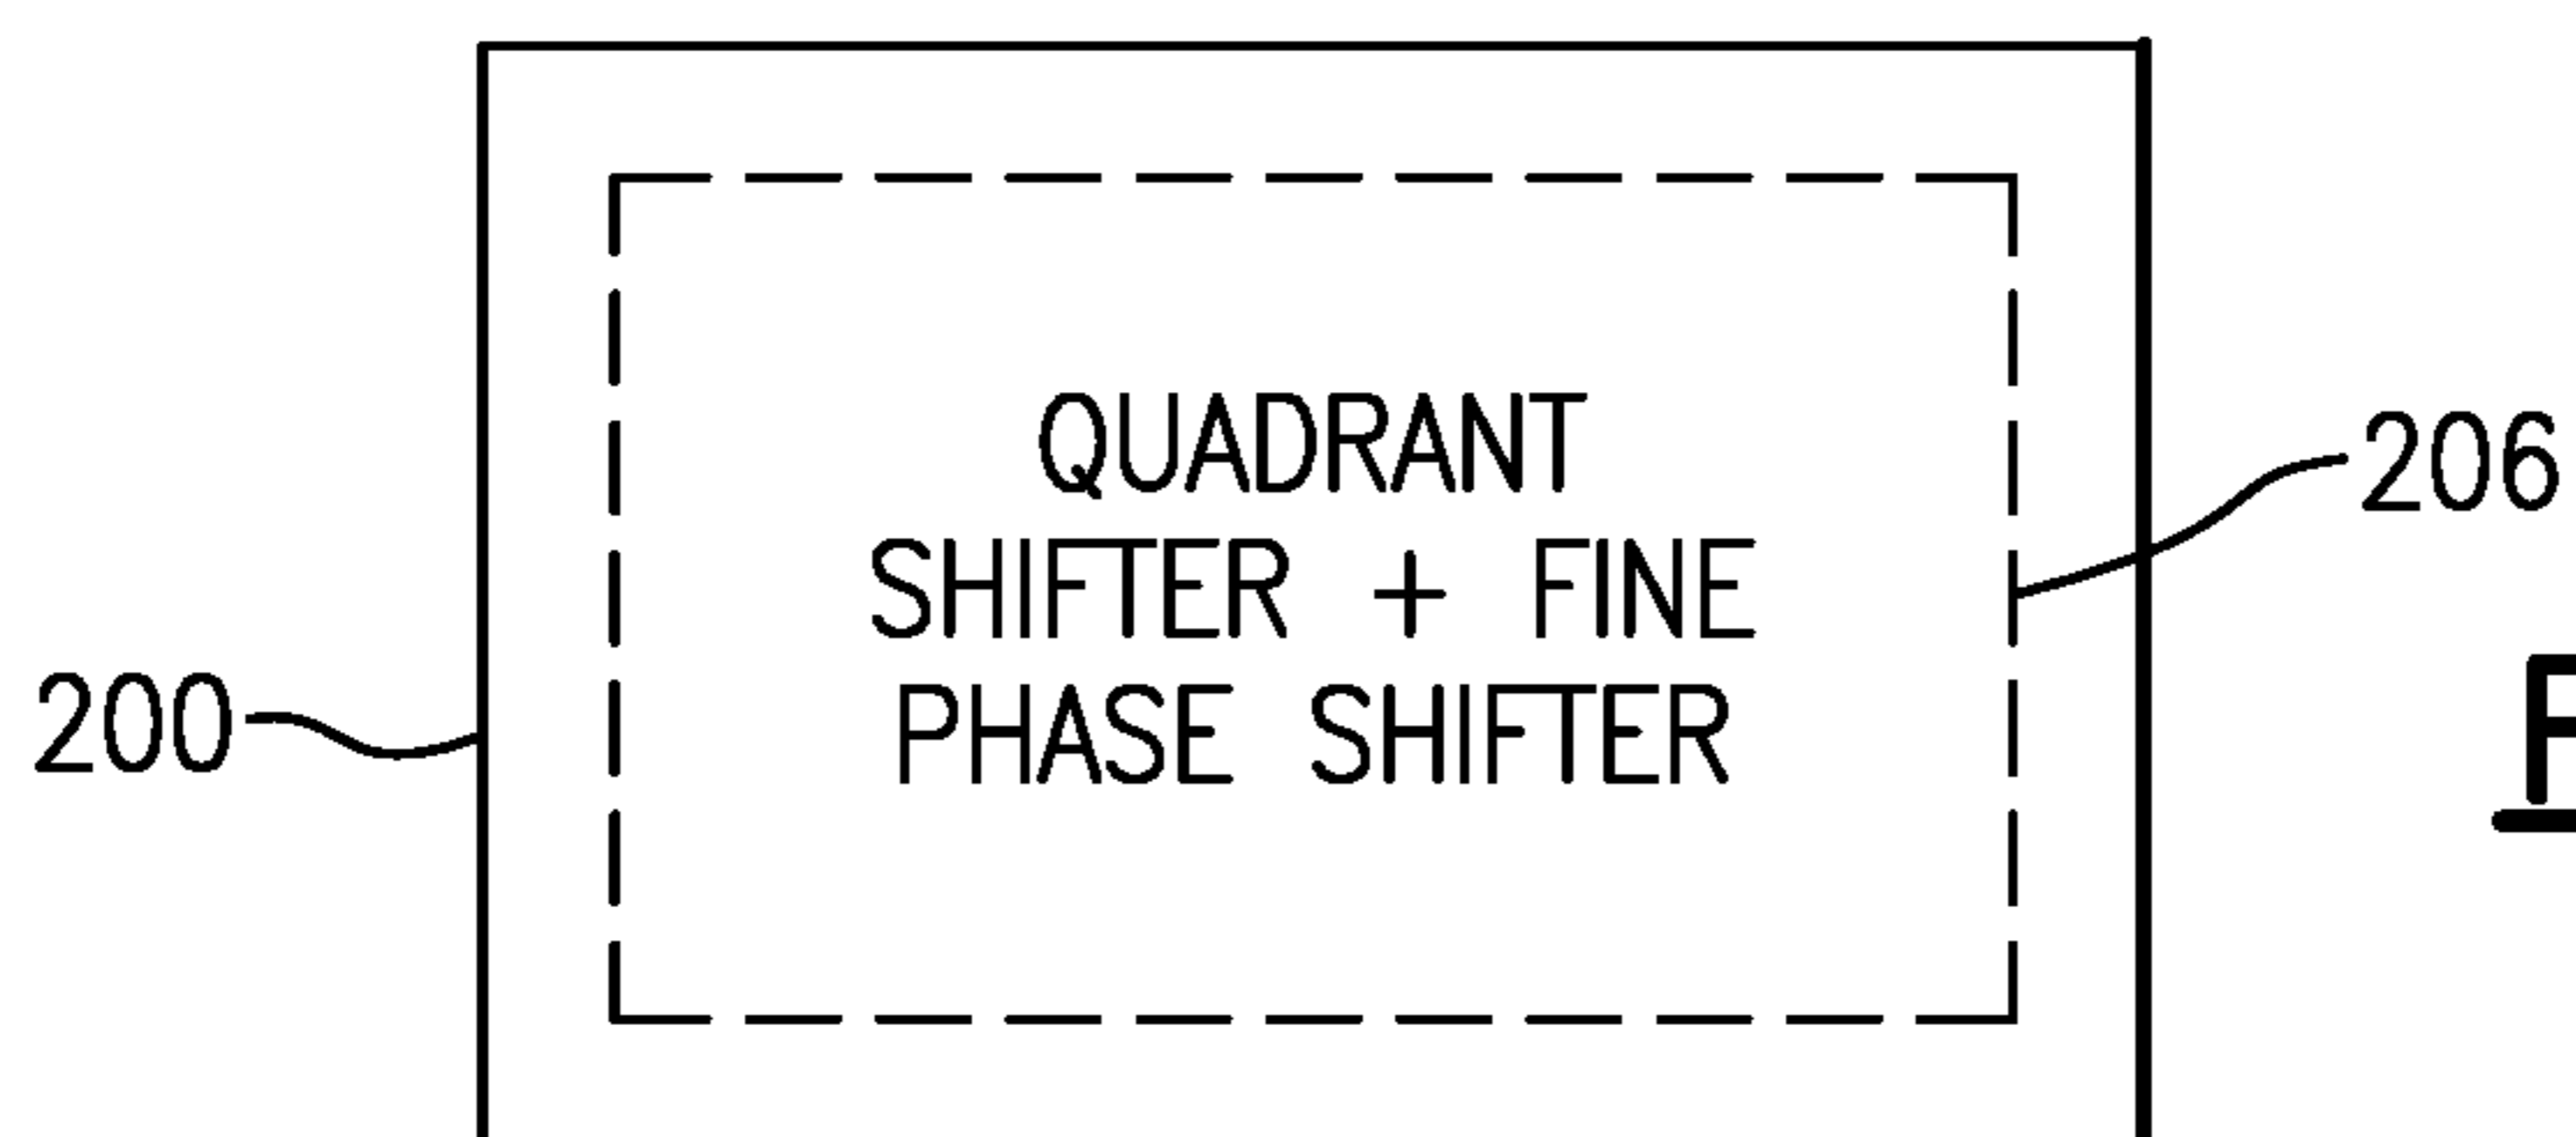 QUADRANT
SHIFTER + FINE
PHASE SHIFTER
206
200